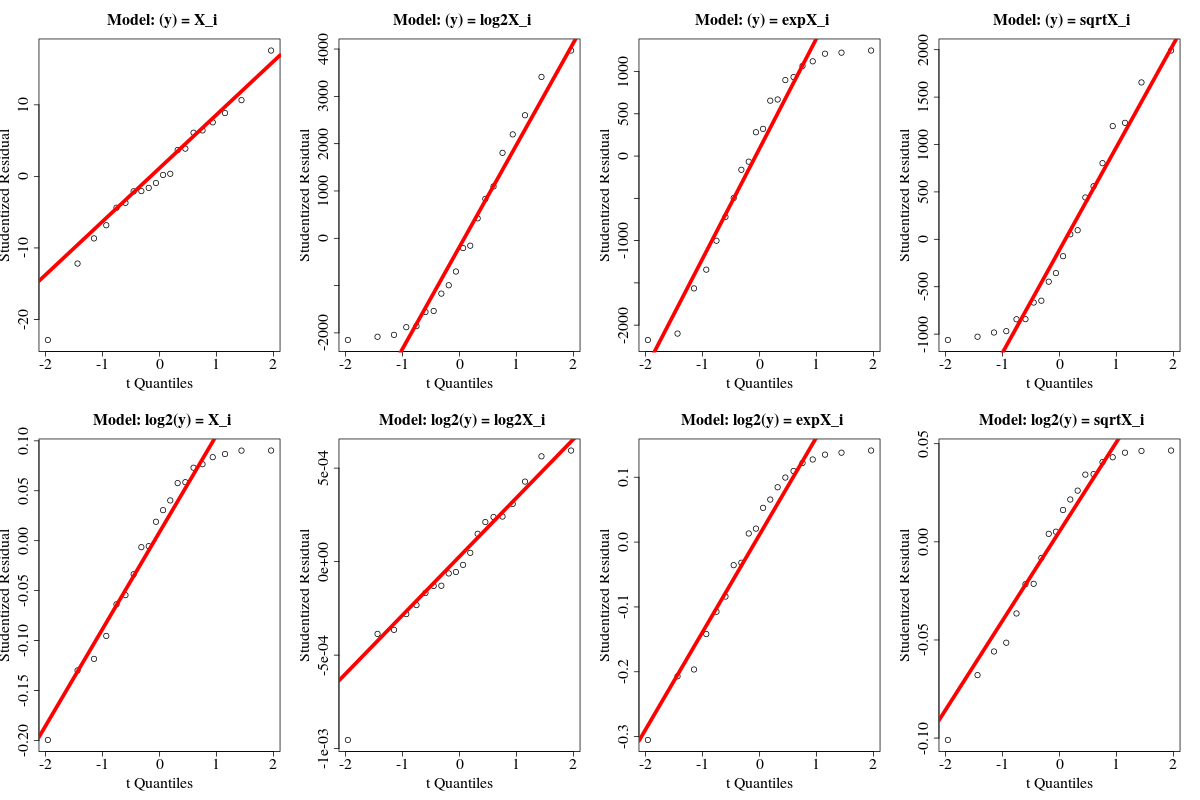 Model: (y) = X_i
Studentized Residual
10
0
-10
-20
-2 -1 0 1 2
t Quantiles
Model: (y) = log2X_i
Studentized Residual
4000
3000
2000
1000
0
-2000
-2 -1 0 1 2
t Quantiles
Model: (y) = expX_i
Studentized Residual
1000
500
0
-1000
-2000
-2 -1 0 1 2
t Quantiles
Model: (y) = sqrtX_i
Studentized Residual
2000
1500
1000
500
0
-500
-1000
-2 -1 0 1 2
t Quantiles
Model: log2(y) = X_i
Studentized Residual
0.10
0.05
0.00
-0.05
-0.10
-0.15
-0.20
-2 -1 0 1 2
t Quantiles
Model: log2(y) = log2X_i
Studentized Residual
5e-04
0e+00
-5e-04
-1e-03
-2 -1 0 1 2
t Quantiles
Model: log2(y) = expX_i
Studentized Residual
0.1
0.0
-0.1
-0.2
-0.3
-2 -1 0 1 2
t Quantiles
Model: log2(y) = sqrtX_i
Studentized Residual
0.05
0.00
-0.05
-0.10
-2 -1 0 1 2
t Quantiles